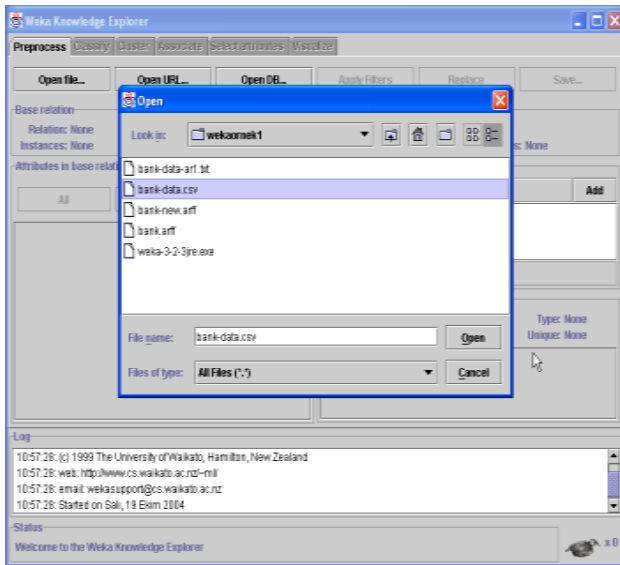 Weka Knowledge Explorer
Preprocess Classify Cluster Associate Select attributes Visualize
Open file... Open URL... Open DB... Apply Filters Replace Save...
Base relation
Relation: None
Instances: None
s: None
Attributes in base relati
All
Add
Type: None
Unique: None
Open
Look in: wekaornek1
bank-data-ar1.txt
bank-data.csv
bank-new.arff
bank.arff
weka-3-2-3jre.exe
File name: bank-data.csv Open
Files of type: All Files (*.*) Cancel
Log
10:57:28: (c) 1999 The University of Waikato, Hamilton, New Zealand
10:57:28: web: http://www.cs.waikato.ac.nz/~ml/
10:57:28: email: wekasupport@cs.waikato.ac.nz
10:57:28: Started on Salı, 19 Ekim 2004
Status
Welcome to the Weka Knowledge Explorer
x 0